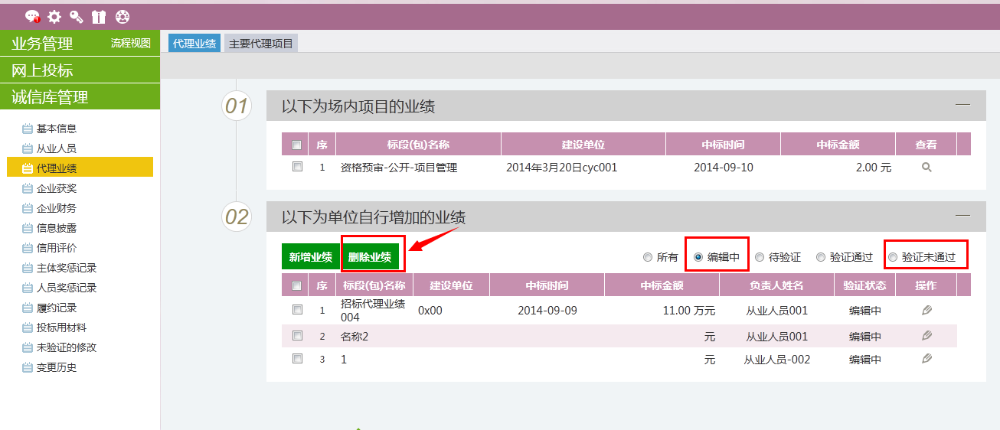 业务管理 流程视图
网上投标
诚信库管理
基本信息
从业人员
代理业绩
企业获奖
企业财务
信息披露
信用评价
主体奖惩记录
人员奖惩记录
履约记录
投标用材料
未验证的修改
变更历史
代理业绩 主要代理项目
01 以下为场内项目的业绩
序 标段(包)名称 建设单位 中标时间 中标金额 查看
1 资格预审-公开-项目管理 2014年3月20日cyc001 2014-09-10 2.00 元
02 以下为单位自行增加的业绩
新增业绩 删除业绩 所有 编辑中 待验证 验证通过 验证未通过
序 标段(包)名称 建设单位 中标时间 中标金额 负责人姓名 验证状态 操作
1 招标代理业绩004 0x00 2014-09-09 11.00 万元 从业人员001 编辑中
2 名称2 元 从业人员001 编辑中
3 1 元 从业人员-002 编辑中